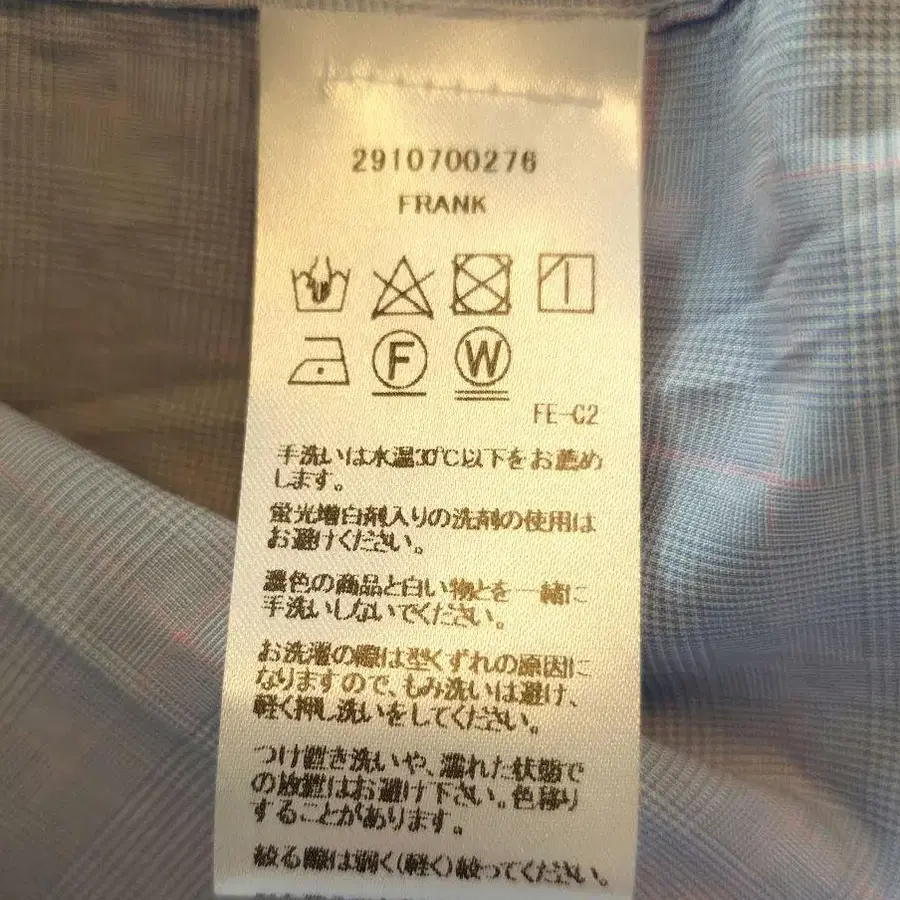 2910700276
FRANK
F W
FE-C2
手洗いは水温30℃以下をお薦め
します。
蛍光増白剤入りの洗剤の使用は
お避けください。
濃色の商品と白い物とを一緒に
手洗いしないでください。
お洗濯の際は型くずれの原因に
なりますので、もみ洗いは避け、
軽く押し洗いをしてください。
つけ置き洗いや、濡れた状態で
の放置はお避け下さい。色移り
することがあります。
絞る際は弱く(軽く)絞ってください。